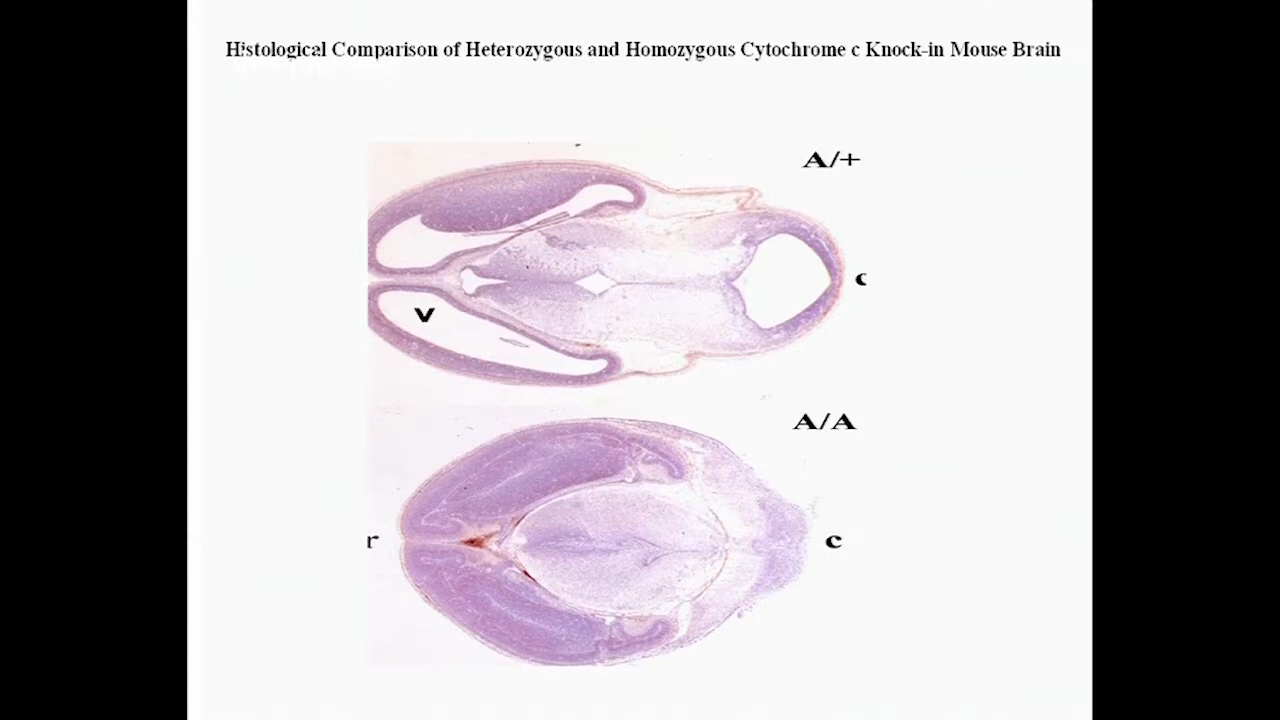 Histological Comparison of Heterozygous and Homozygous Cytochrome c Knock-in Mouse Brain
A/+
c
v
A/A
r
c